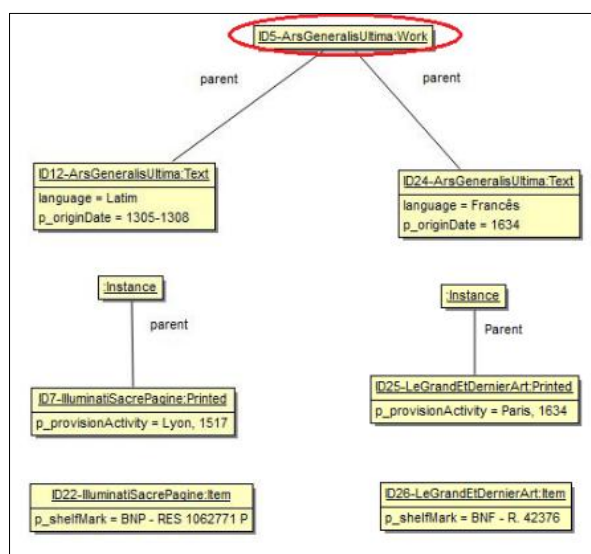 ID5-ArsGeneralisUltima:Work
parent
parent
ID12-ArsGeneralisUltima:Text
language = Latim
p_originDate = 1305-1308
ID24-ArsGeneralisUltima:Text
language = Francês
p_originDate = 1634
:Instance
:Instance
parent
Parent
ID7-IlluminatiSacrePagine:Printed
p_provisionActivity = Lyon, 1517
ID25-LeGrandEtDernierArt:Printed
p_provisionActivity = Paris, 1634
ID22-IlluminatiSacrePagine:Item
p_shelfMark = BNP - RES 1062771 P
ID26-LeGrandEtDernierArt:Item
p_shelfMark = BNF - R. 42376